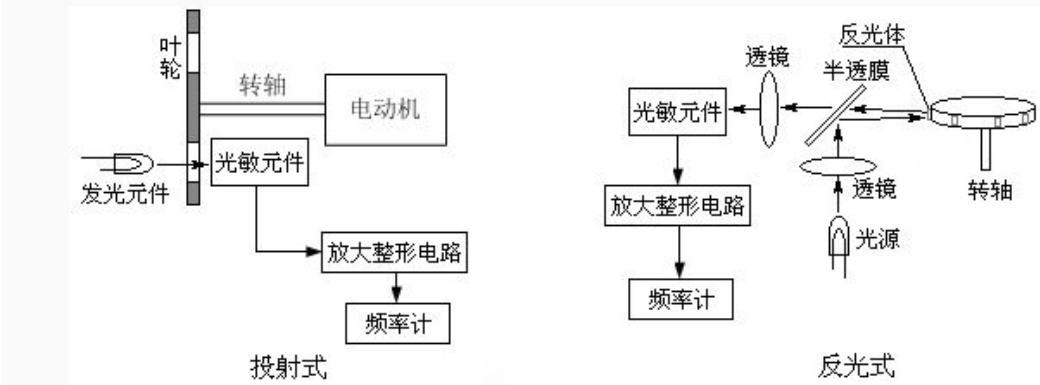 叶
轮
转轴
电动机
光敏元件
发光元件
放大整形电路
频率计
投射式
反光体
透镜
半透膜
光敏元件
透镜
转轴
放大整形电路
光源
频率计
反光式